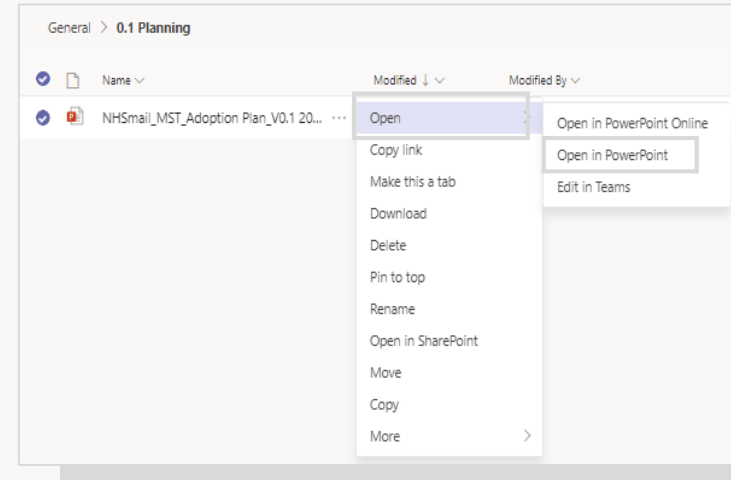 General > 0.1 Planning
Name Modified Modified By
NHSmail_MST_Adoption Plan_V0.1 20... ...
Open
Copy link
Make this a tab
Download
Delete
Pin to top
Rename
Open in SharePoint
Move
Copy
More
Open in PowerPoint Online
Open in PowerPoint
Edit in Teams